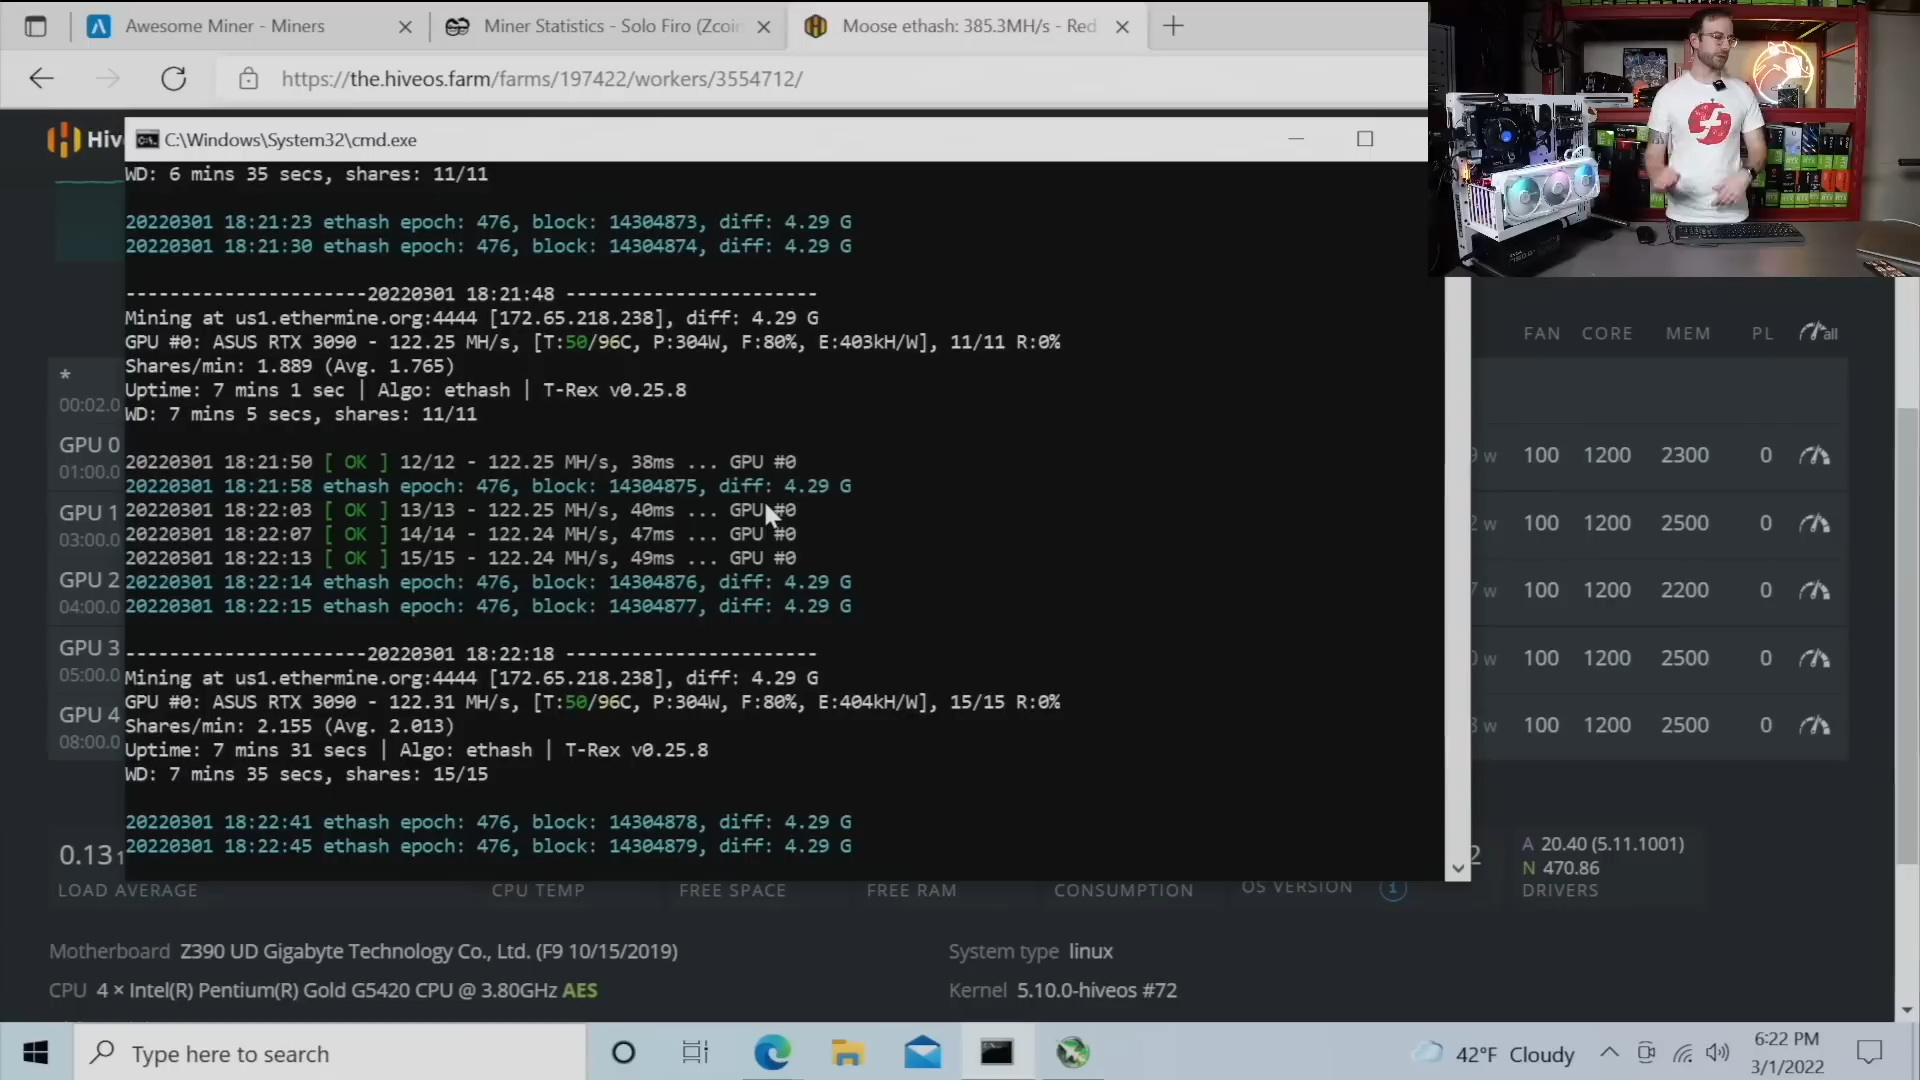 Awesome Miner - Miners
Miner Statistics - Solo Firo (Zcoin
Moose ethash: 385.3MH/s - Red
https://the.hiveos.farm/farms/197422/workers/3554712/
Hiv
C:\Windows\System32\cmd.exe
WD: 6 mins 35 secs, shares: 11/11
20220301 18:21:23 ethash epoch: 476, block: 14304873, diff: 4.29 G
20220301 18:21:30 ethash epoch: 476, block: 14304874, diff: 4.29 G
----------------------20220301 18:21:48 -----------------------
Mining at us1.ethermine.org:4444 [172.65.218.238], diff: 4.29 G
GPU #0: ASUS RTX 3090 - 122.25 MH/s, [T:50/96C, P:304W, F:80%, E:403kH/W], 11/11 R:0%
Shares/min: 1.889 (Avg. 1.765)
Uptime: 7 mins 1 sec | Algo: ethash | T-Rex v0.25.8
WD: 7 mins 5 secs, shares: 11/11
20220301 18:21:50 [ OK ] 12/12 - 122.25 MH/s, 38ms ... GPU #0
20220301 18:21:58 ethash epoch: 476, block: 14304875, diff: 4.29 G
20220301 18:22:03 [ OK ] 13/13 - 122.25 MH/s, 40ms ... GPU #0
20220301 18:22:07 [ OK ] 14/14 - 122.24 MH/s, 47ms ... GPU #0
20220301 18:22:13 [ OK ] 15/15 - 122.24 MH/s, 49ms ... GPU #0
20220301 18:22:14 ethash epoch: 476, block: 14304876, diff: 4.29 G
20220301 18:22:15 ethash epoch: 476, block: 14304877, diff: 4.29 G
----------------------20220301 18:22:18 -----------------------
Mining at us1.ethermine.org:4444 [172.65.218.238], diff: 4.29 G
GPU #0: ASUS RTX 3090 - 122.31 MH/s, [T:50/96C, P:304W, F:80%, E:404kH/W], 15/15 R:0%
Shares/min: 2.155 (Avg. 2.013)
Uptime: 7 mins 31 secs | Algo: ethash | T-Rex v0.25.8
WD: 7 mins 35 secs, shares: 15/15
20220301 18:22:41 ethash epoch: 476, block: 14304878, diff: 4.29 G
20220301 18:22:45 ethash epoch: 476, block: 14304879, diff: 4.29 G
FAN CORE MEM PL all
*
00:02.0
GPU 0 w 100 1200 2300 0
01:00.0
GPU 1 w 100 1200 2500 0
03:00.0
GPU 2 w 100 1200 2200 0
04:00.0
GPU 3 w 100 1200 2500 0
05:00.0
GPU 4 w 100 1200 2500 0
08:00.0
0.13
LOAD AVERAGE
CPU TEMP
FREE SPACE
FREE RAM
CONSUMPTION
2
OS VERSION
A 20.40 (5.11.1001)
N 470.86
DRIVERS
Motherboard Z390 UD Gigabyte Technology Co., Ltd. (F9 10/15/2019)
CPU 4 × Intel(R) Pentium(R) Gold G5420 CPU @ 3.80GHz AES
System type linux
Kernel 5.10.0-hiveos #72
Type here to search
42°F Cloudy
6:22 PM
3/1/2022